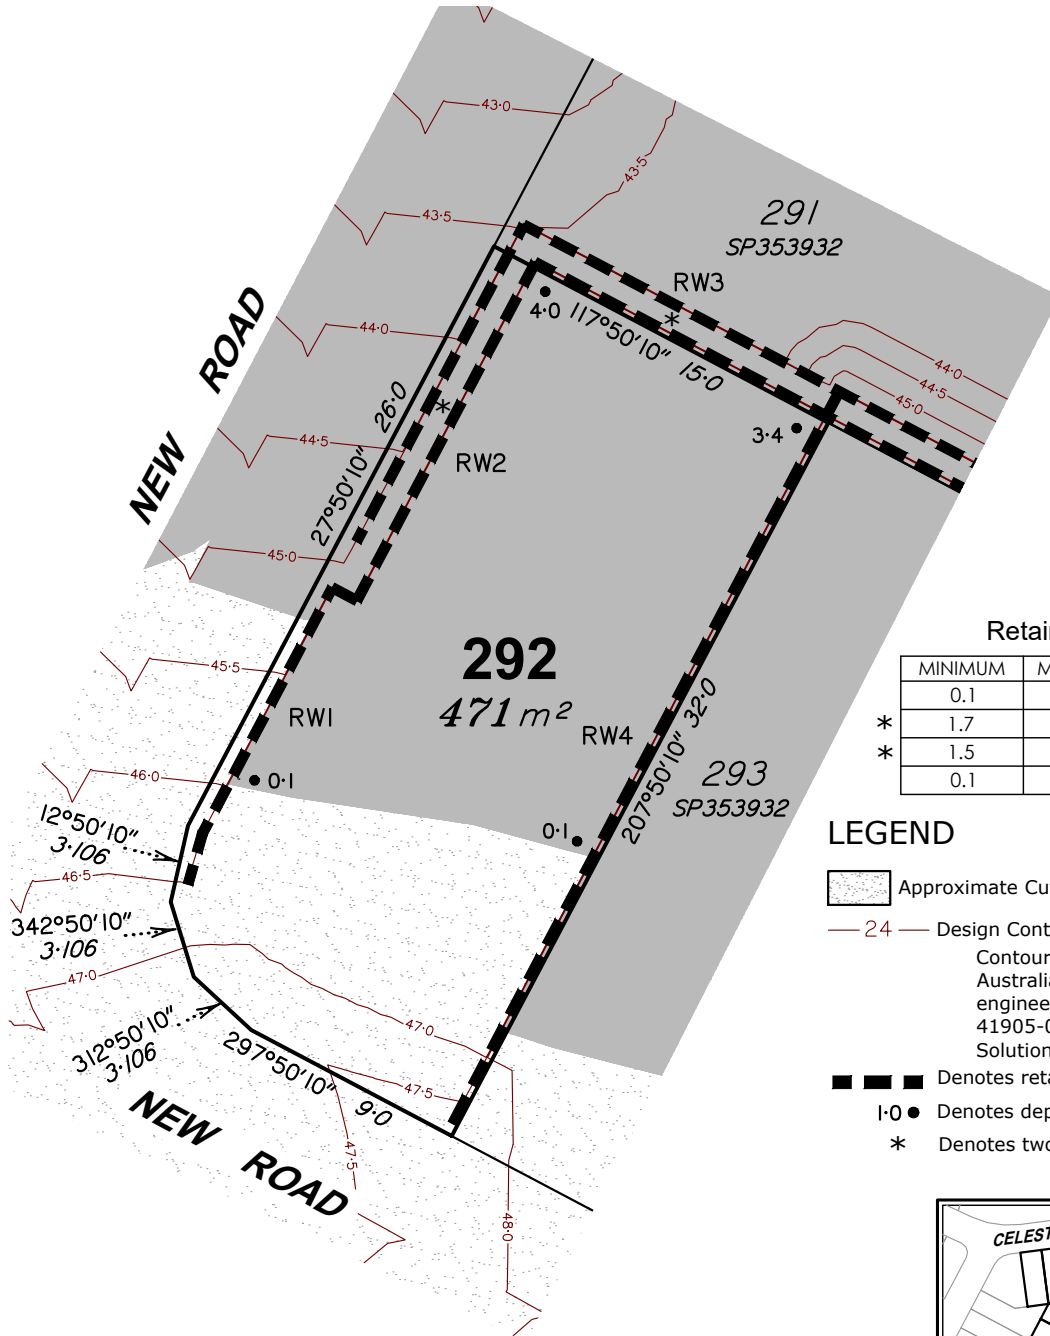 43·0
43·5
43·5
291
SP353932
RW3
4·0
117°50'10" 15·0
NEW ROAD
44·0
26·0
27°50'10"
44·0
44·5
45·0
3·4
44·5
RW2
45·0
292
471 m²
45·5
RW1
RW4
207°50'10" 32·0
293
SP353932
46·0
0·1
0·1
12°50'10"
3·106
46·5
342°50'10"
3·106
47·0
312°50'10"
3·106
297°50'10" 9·0
47·0
47·5
47·5
48·0
NEW ROAD
Retai
MINIMUM M
0.1
* 1.7
* 1.5
0.1
LEGEND
Approximate Cu
24 Design Cont
Contour
Australia
enginee
41905-0
Solution
Denotes reta
1·0 Denotes dep
* Denotes two
CELEST